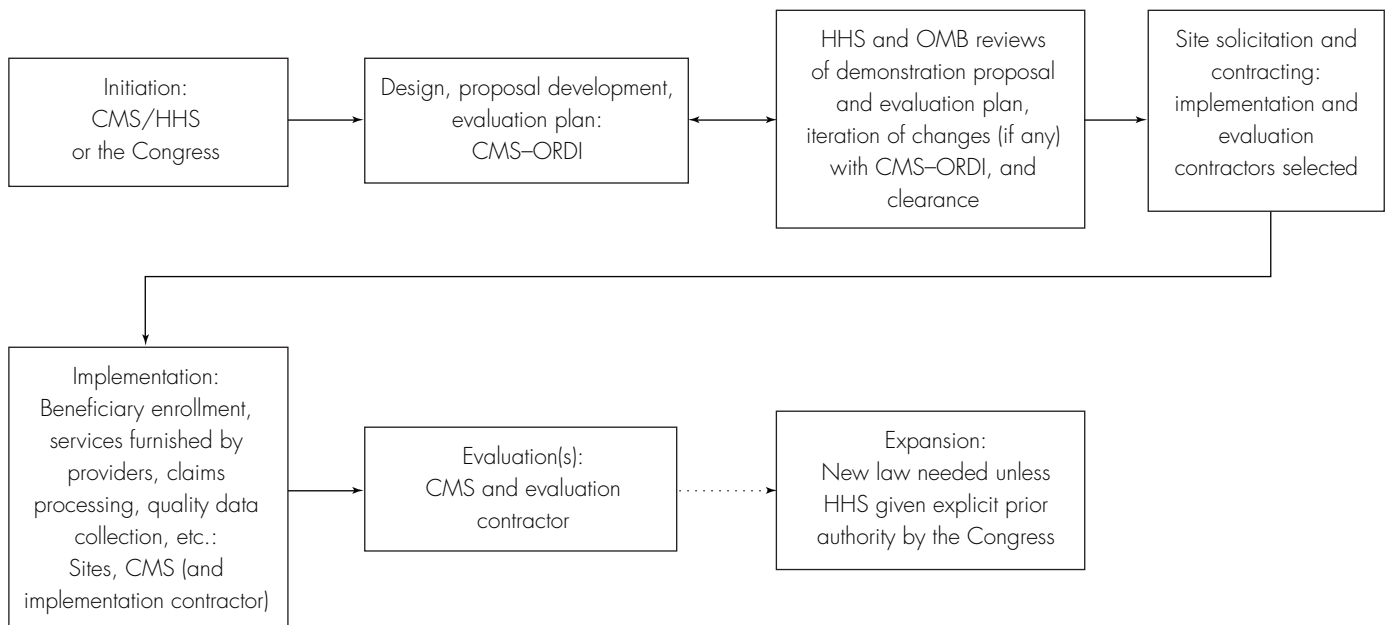 Initiation:
CMS/HHS
or the Congress
Design, proposal development,
evaluation plan:
CMS–ORDI
HHS and OMB reviews
of demonstration proposal
and evaluation plan,
iteration of changes (if any)
with CMS–ORDI, and
clearance
Site solicitation and
contracting:
implementation and
evaluation
contractors selected
Implementation:
Beneficiary enrollment,
services furnished by
providers, claims
processing, quality data
collection, etc.:
Sites, CMS (and
implementation contractor)
Evaluation(s):
CMS and evaluation
contractor
Expansion:
New law needed unless
HHS given explicit prior
authority by the Congress